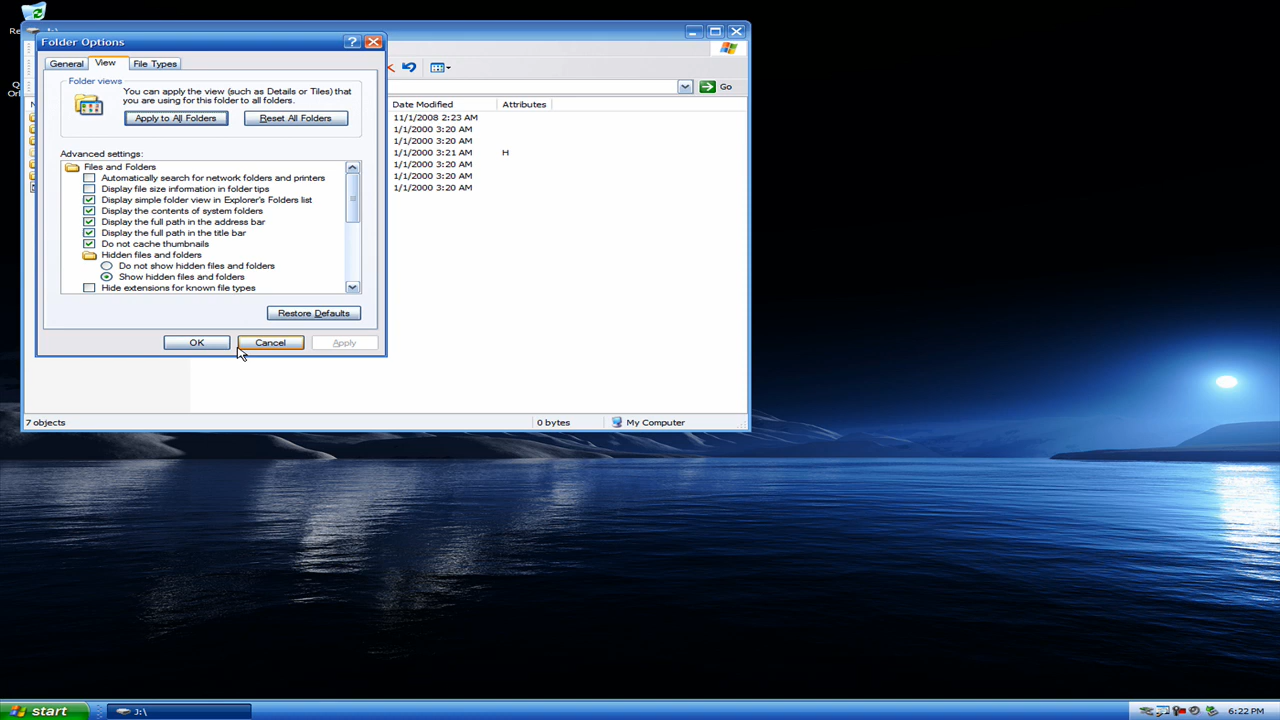 Re
J:\
Folder Options
General
View
File Types
Folder views
You can apply the view (such as Details or Tiles) that
you are using for this folder to all folders.
Apply to All Folders
Reset All Folders
Advanced settings:
Files and Folders
Automatically search for network folders and printers
Display file size information in folder tips
Display simple folder view in Explorer's Folders list
Display the contents of system folders
Display the full path in the address bar
Display the full path in the title bar
Do not cache thumbnails
Hidden files and folders
Do not show hidden files and folders
Show hidden files and folders
Hide extensions for known file types
Restore Defaults
OK
Cancel
Apply
Go
Date Modified
Attributes
11/1/2008 2:23 AM
1/1/2000 3:20 AM
1/1/2000 3:20 AM
1/1/2000 3:21 AM
H
1/1/2000 3:20 AM
1/1/2000 3:20 AM
1/1/2000 3:20 AM
7 objects
0 bytes
My Computer
start
J:\
6:22 PM